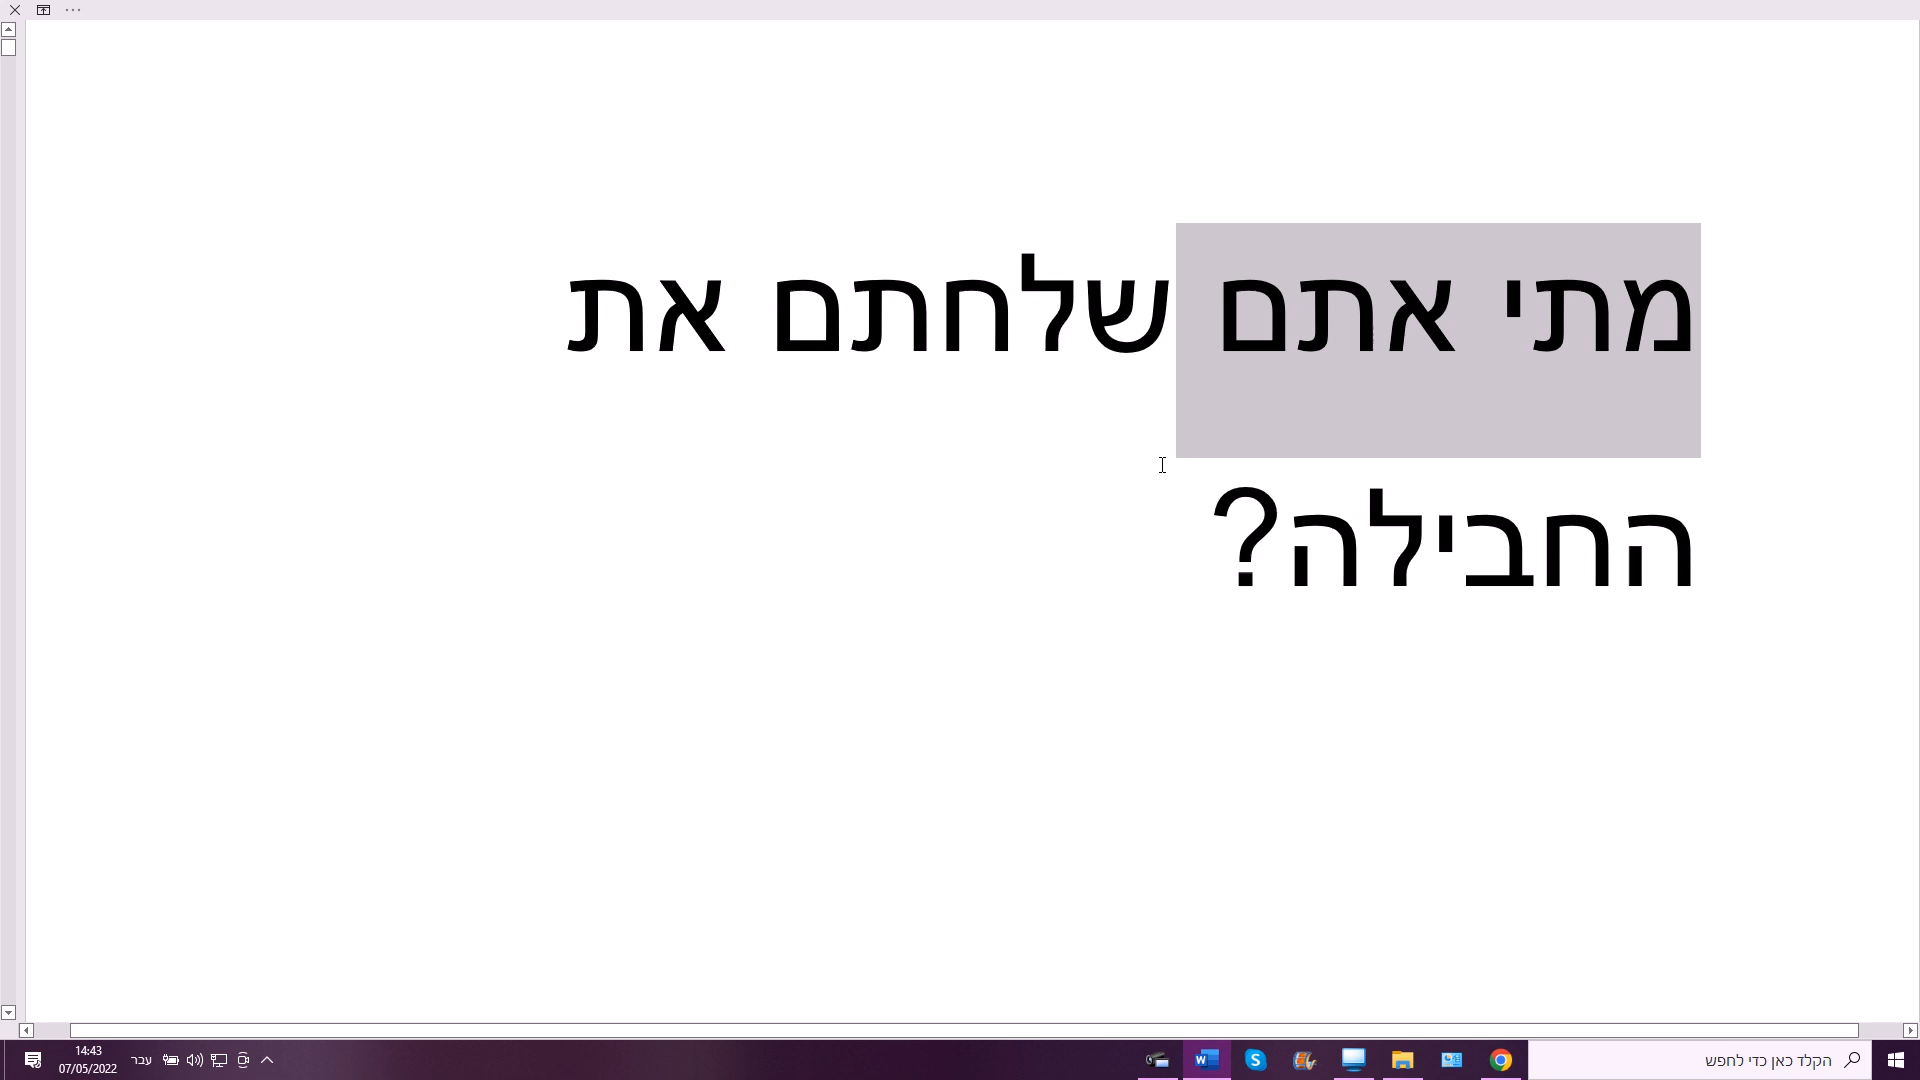 מתי אתם שלחתם את
החבילה?
הקלד כאן כדי לחפש
עבר
14:43
07/05/2022